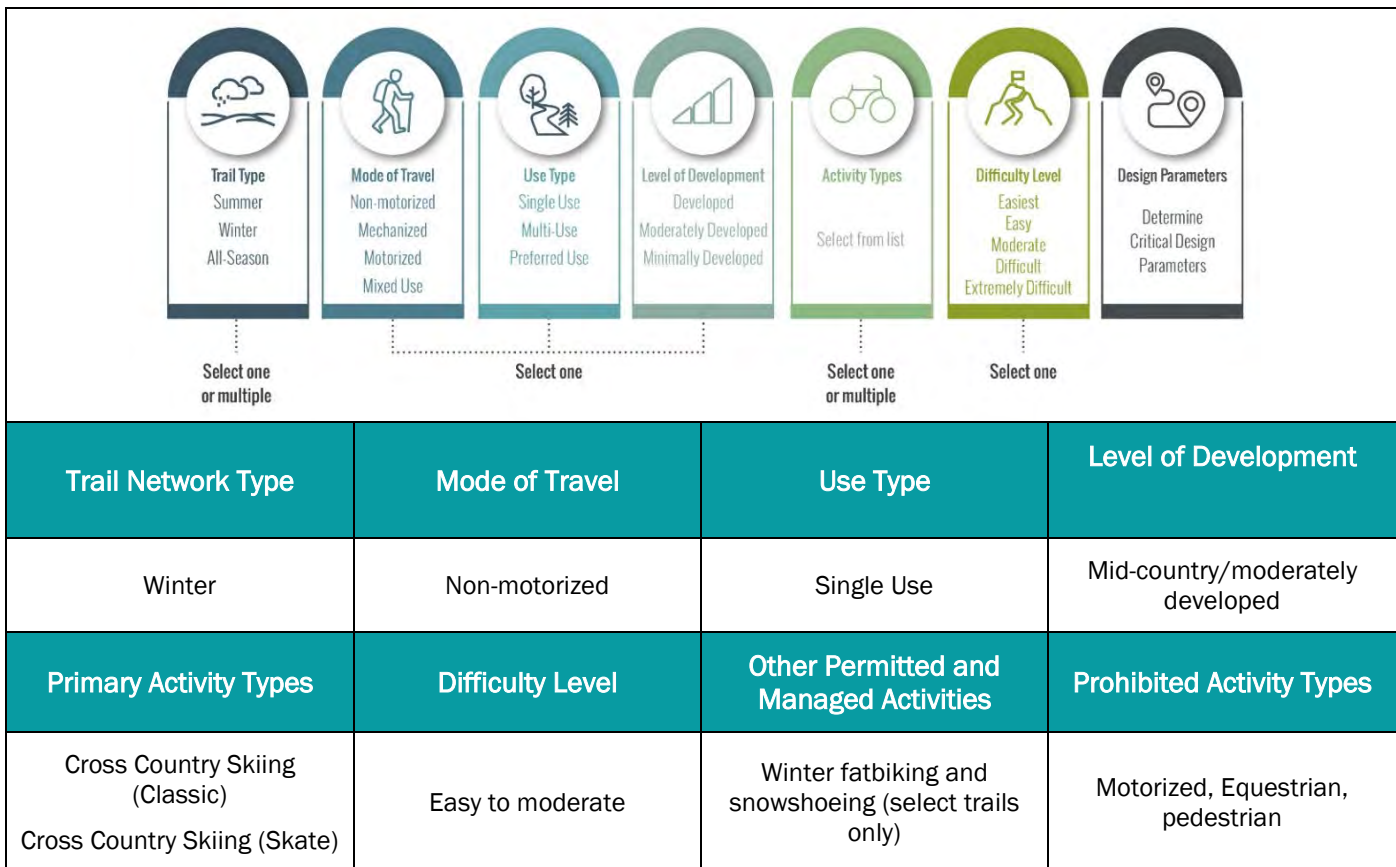 Trail Type
Summer
Winter
All-Season
Mode of Travel
Non-motorized
Mechanized
Motorized
Mixed Use
Use Type
Single Use
Multi-Use
Preferred Use
Level of Development
Developed
Moderately Developed
Minimally Developed
Activity Types
Select from list
Difficulty Level
Easiest
Easy
Moderate
Difficult
Extremely Difficult
Design Parameters
Determine
Critical Design
Parameters
Select one
or multiple
Select one
Select one
or multiple
Select one
Trail Network Type
Mode of Travel
Use Type
Level of Development
Winter
Non-motorized
Single Use
Mid-country/moderately
developed
Primary Activity Types
Difficulty Level
Other Permitted and
Managed Activities
Prohibited Activity Types
Cross Country Skiing
(Classic)
Cross Country Skiing (Skate)
Easy to moderate
Winter fatbiking and
snowshoeing (select trails
only)
Motorized, Equestrian,
pedestrian